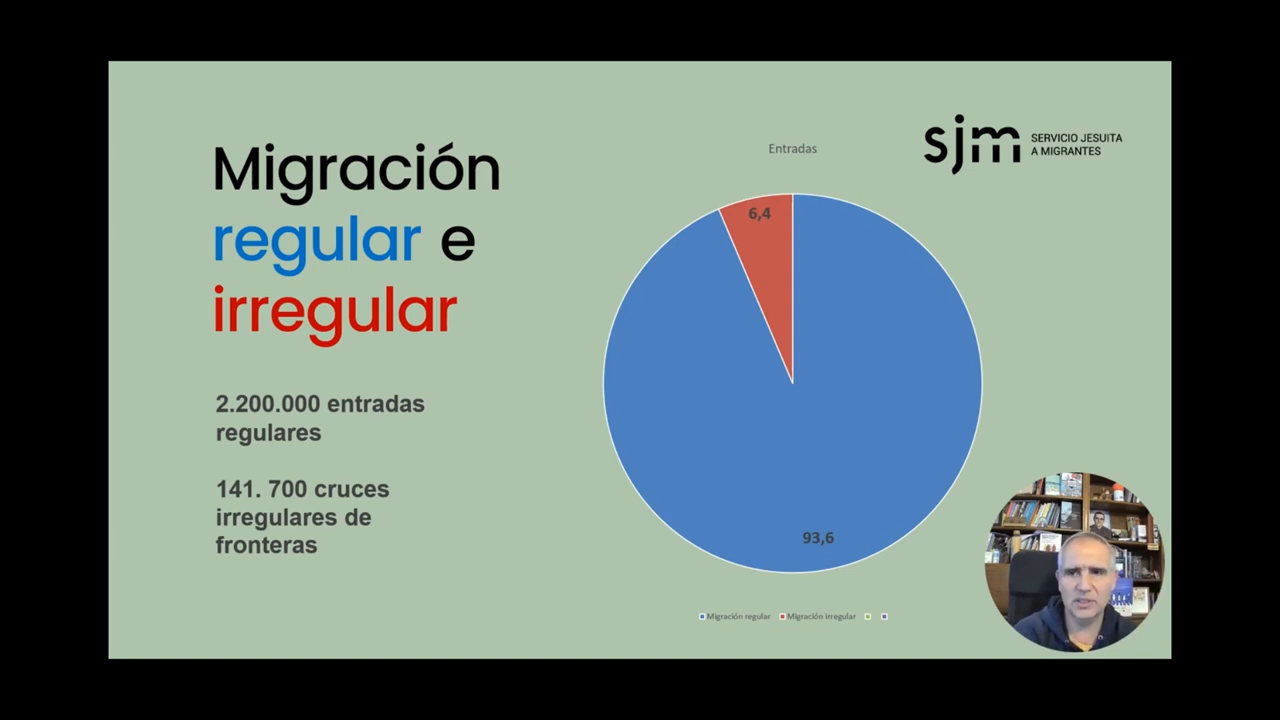 Migración
regular e
irregular
2.200.000 entradas
regulares
141. 700 cruces
irregulares de
fronteras
Entradas
6,4
93,6
Migración regular Migración irregular
sjm SERVICIO JESUITA
A MIGRANTES